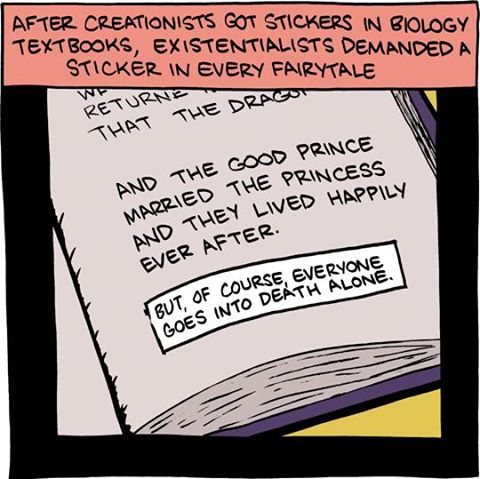 AFTER CREATIONISTS GOT STICKERS IN BIOLOGY
TEXTBOOKS, EXISTENTIALISTS DEMANDED A
STICKER IN EVERY FAIRYTALE
THAT THE
AND THE GOOD PRINCE
MARRIED THE PRINCESS
AND THEY LIVED HAPPILY
EVER AFTER.
BUT, OF COURSE, EVERYONE
GOES INTO DEATH ALONE.